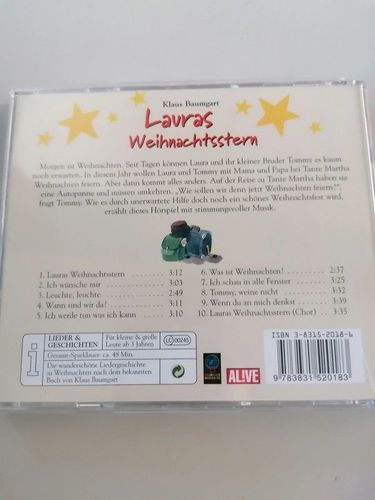 Klaus Baumgart
Lauras
Weihnachtsstern
Morgen ist Weihnachten. Seit Tagen können Laura und ihr kleiner Bruder Tommy es kaum
noch erwarten. In diesem Jahr wollen Laura und Tommy mit Mama und Papa bei Tante Martha
Weihnachten feiern. Aber dann kommt alles anders. Auf der Reise zu Tante Martha haben sie
eine Autopanne und müssen umkehren. „Wie sollen wir denn jetzt Weihnachten feiern?“,
fragt Tommy. Wie es durch unerwartete Hilfe doch noch ein schönes Weihnachtsfest wird,
erzählt dieses Hörspiel mit stimmungsvoller Musik.
1. Lauras Weihnachtsstern 3:12
2. Ich wünsche mir 3:03
3. Leuchte, leuchte 2:49
4. Wann sind wir da! 3:11
5. Ich werde tun was ich kann 3:10
6. Was ist Weihnachten? 2:37
7. Ich schau in alle Fenster 3:25
8. Tommy, weine nicht 3:32
9. Wenn du an mich denkst 3:39
10. Lauras Weihnachtsstern (Chor) 3:35
i
LIEDER &
GESCHICHTEN
Für kleine & große
Leute ab 3 Jahren
LC 00245
Gesamt-Spieldauer: ca. 48 Min.
Die wunderschöne Liedergeschichte
zu Weihnachten nach dem bekannten
Buch von Klaus Baumgart
ALIVE
ISBN 3-8315-2018-6
9 783831 520183